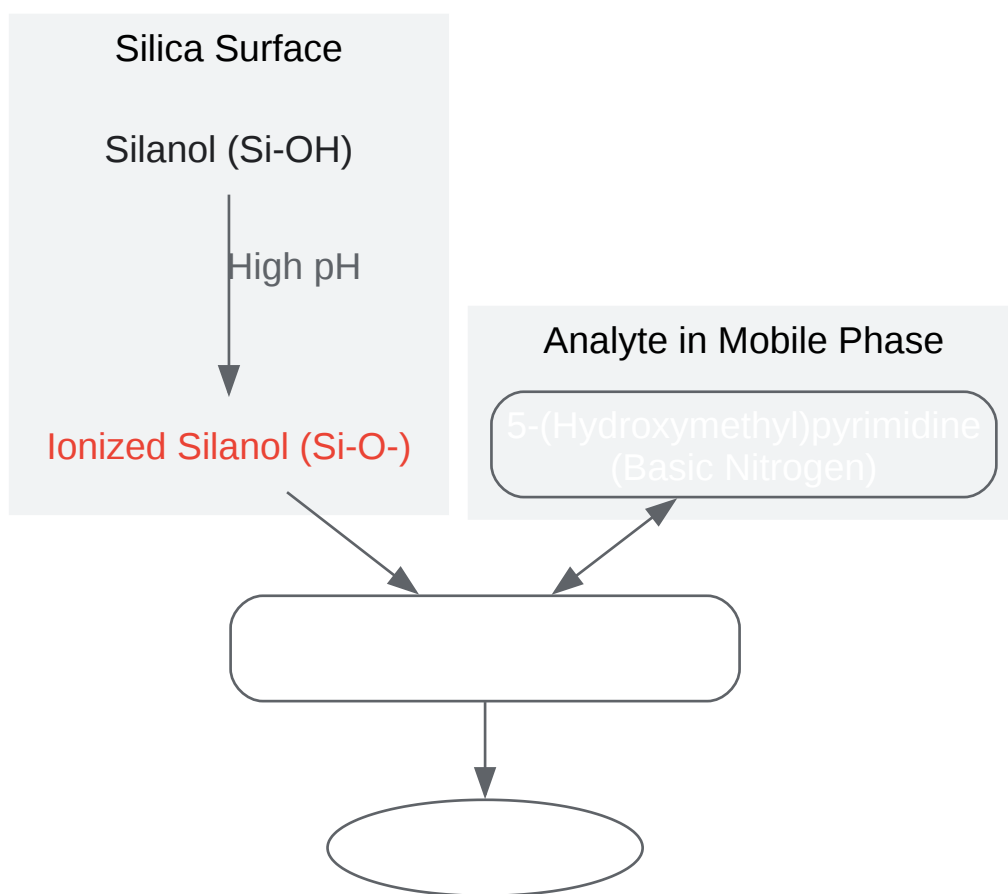 Silica Surface
Silanol (Si-OH)
High pH
Ionized Silanol (Si-O-)
Analyte in Mobile Phase
5-(Hydroxymethyl)pyrimidine
(Basic Nitrogen)